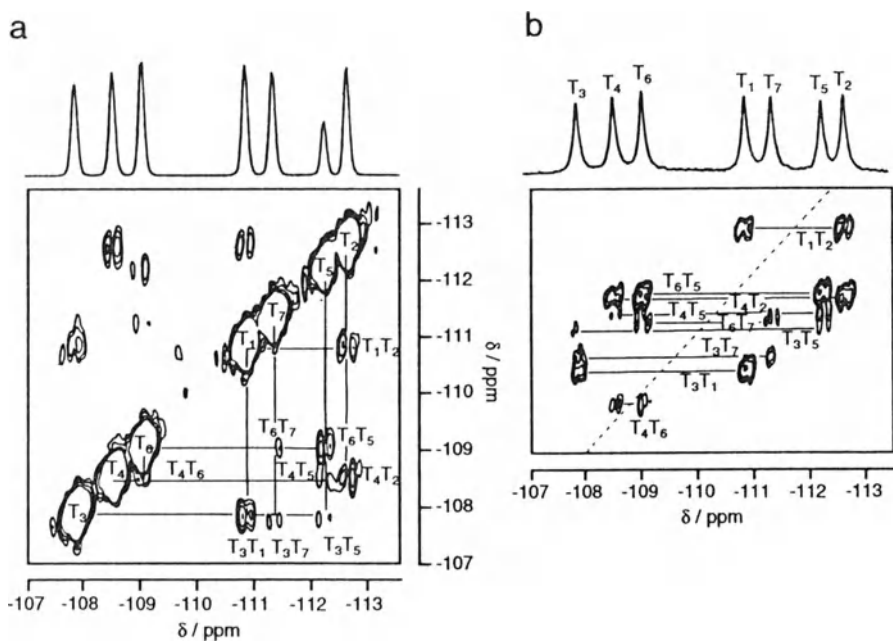 a
T3
T4
T6
T1
T7
T5
T2
T1T2
T6T7
T6T5
T4T6
T4T5
T4T2
T3T1 T3T7 T3T5
-113
-112
-111
-110
-109
-108
-107
δ / ppm
-107 -108 -109 -110 -111 -112 -113
δ / ppm
b
T3 T4 T6 T1 T7 T5 T2
T1T2
T6T5
T4T2
T4T5
T6T7
T3T5
T3T7
T3T1
T4T6
-107 -108 -109 -110 -111 -112 -113
δ / ppm